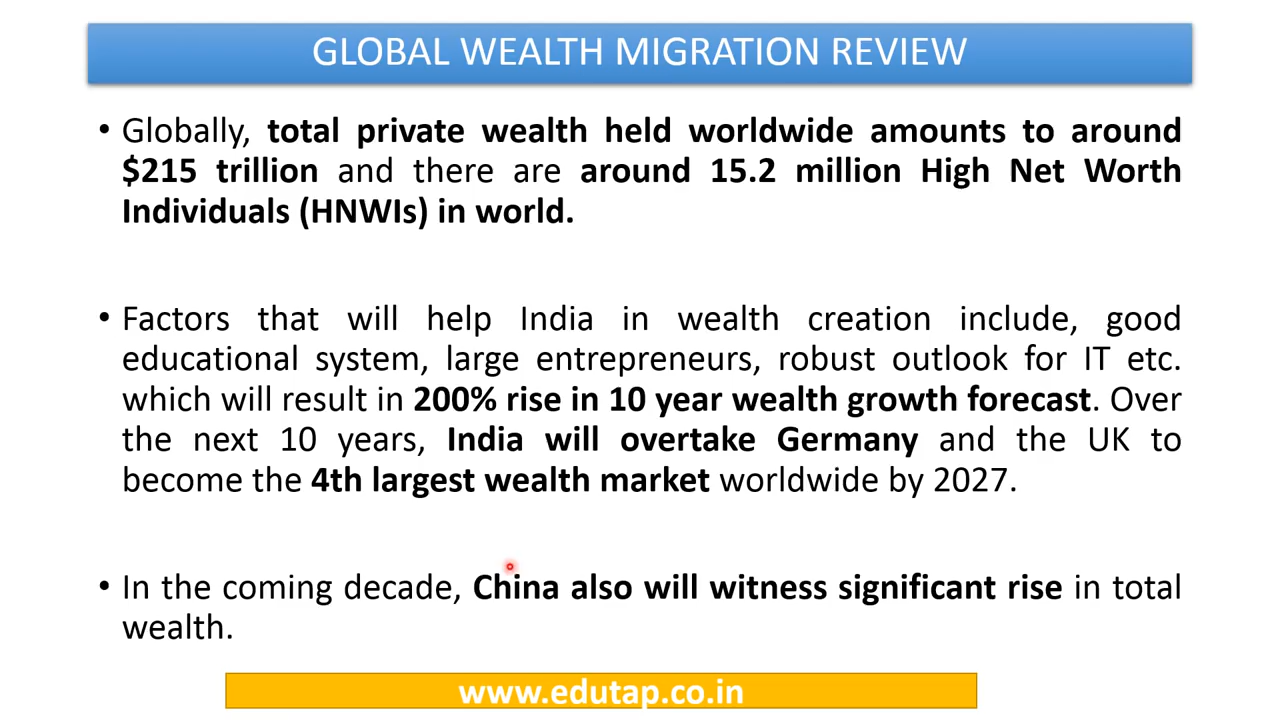 GLOBAL WEALTH MIGRATION REVIEW
• Globally, total private wealth held worldwide amounts to around
$215 trillion and there are around 15.2 million High Net Worth
Individuals (HNWIs) in world.
• Factors that will help India in wealth creation include, good
educational system, large entrepreneurs, robust outlook for IT etc.
which will result in 200% rise in 10 year wealth growth forecast. Over
the next 10 years, India will overtake Germany and the UK to
become the 4th largest wealth market worldwide by 2027.
• In the coming decade, China also will witness significant rise in total
wealth.
www.edutap.co.in